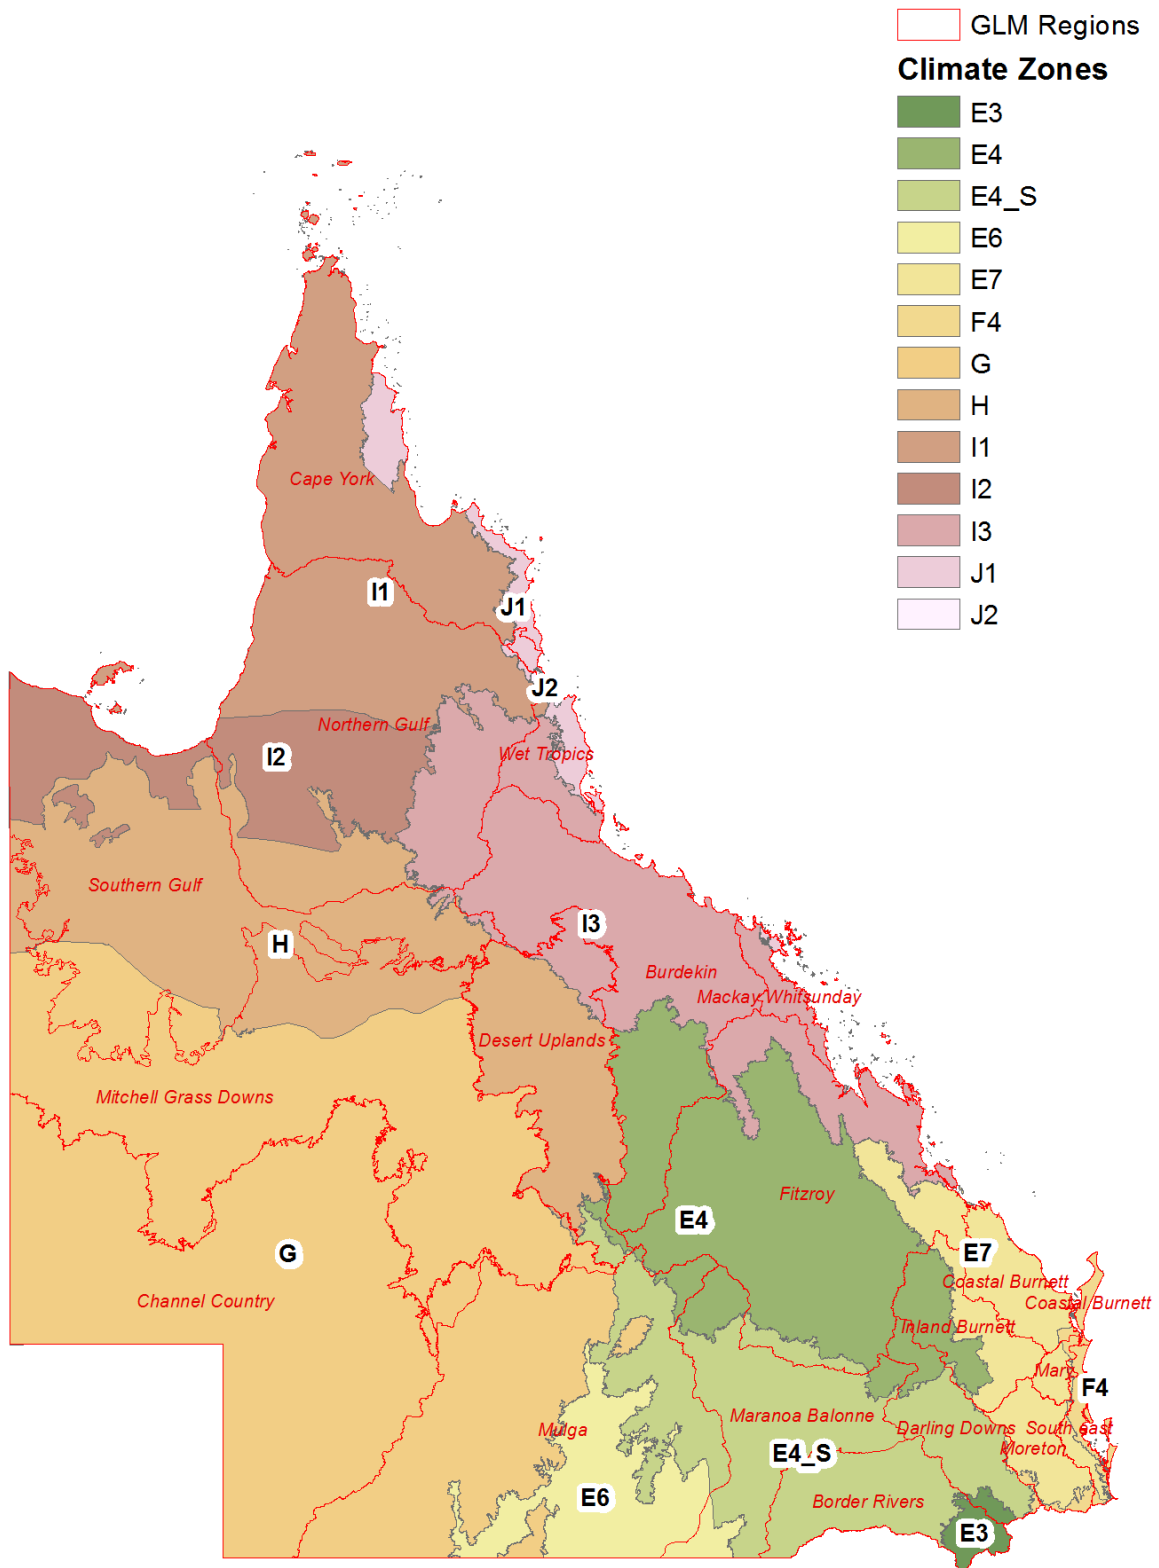 GLM Regions
Climate Zones
E3
E4
E4_S
E6
E7
F4
G
H
I1
I2
I3
J1
J2
Cape York
I1
J1
J2
Northern Gulf
I2
Wet Tropics
Southern Gulf
H
I3
Burdekin
Mackay Whitsunday
Desert Uplands
Mitchell Grass Downs
Fitzroy
E4
G
E7
Coastal Burnett
Channel Country
Coastal Burnett
Inland Burnett
Mary
F4
Maranoa Balonne
Mulga
Darling Downs
South east
Moreton
E4_S
E6
Border Rivers
E3